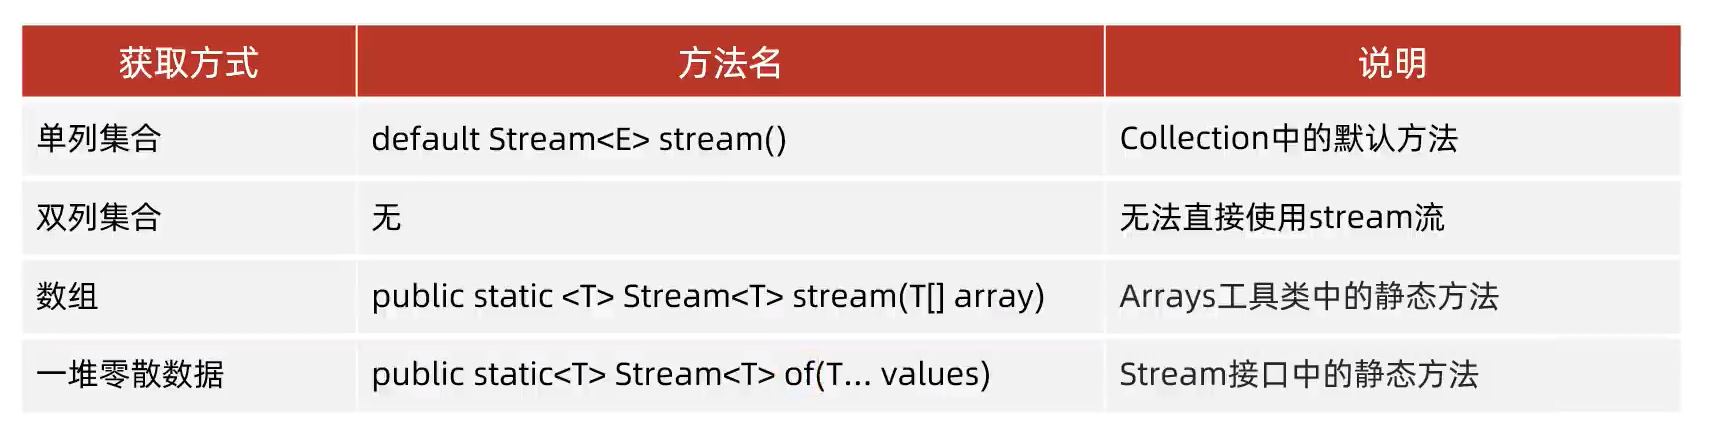 获取方式 方法名 说明
单列集合 default Stream<E> stream() Collection中的默认方法
双列集合 无 无法直接使用stream流
数组 public static <T> Stream<T> stream(T[] array) Arrays工具类中的静态方法
一堆零散数据 public static<T> Stream<T> of(T... values) Stream接口中的静态方法